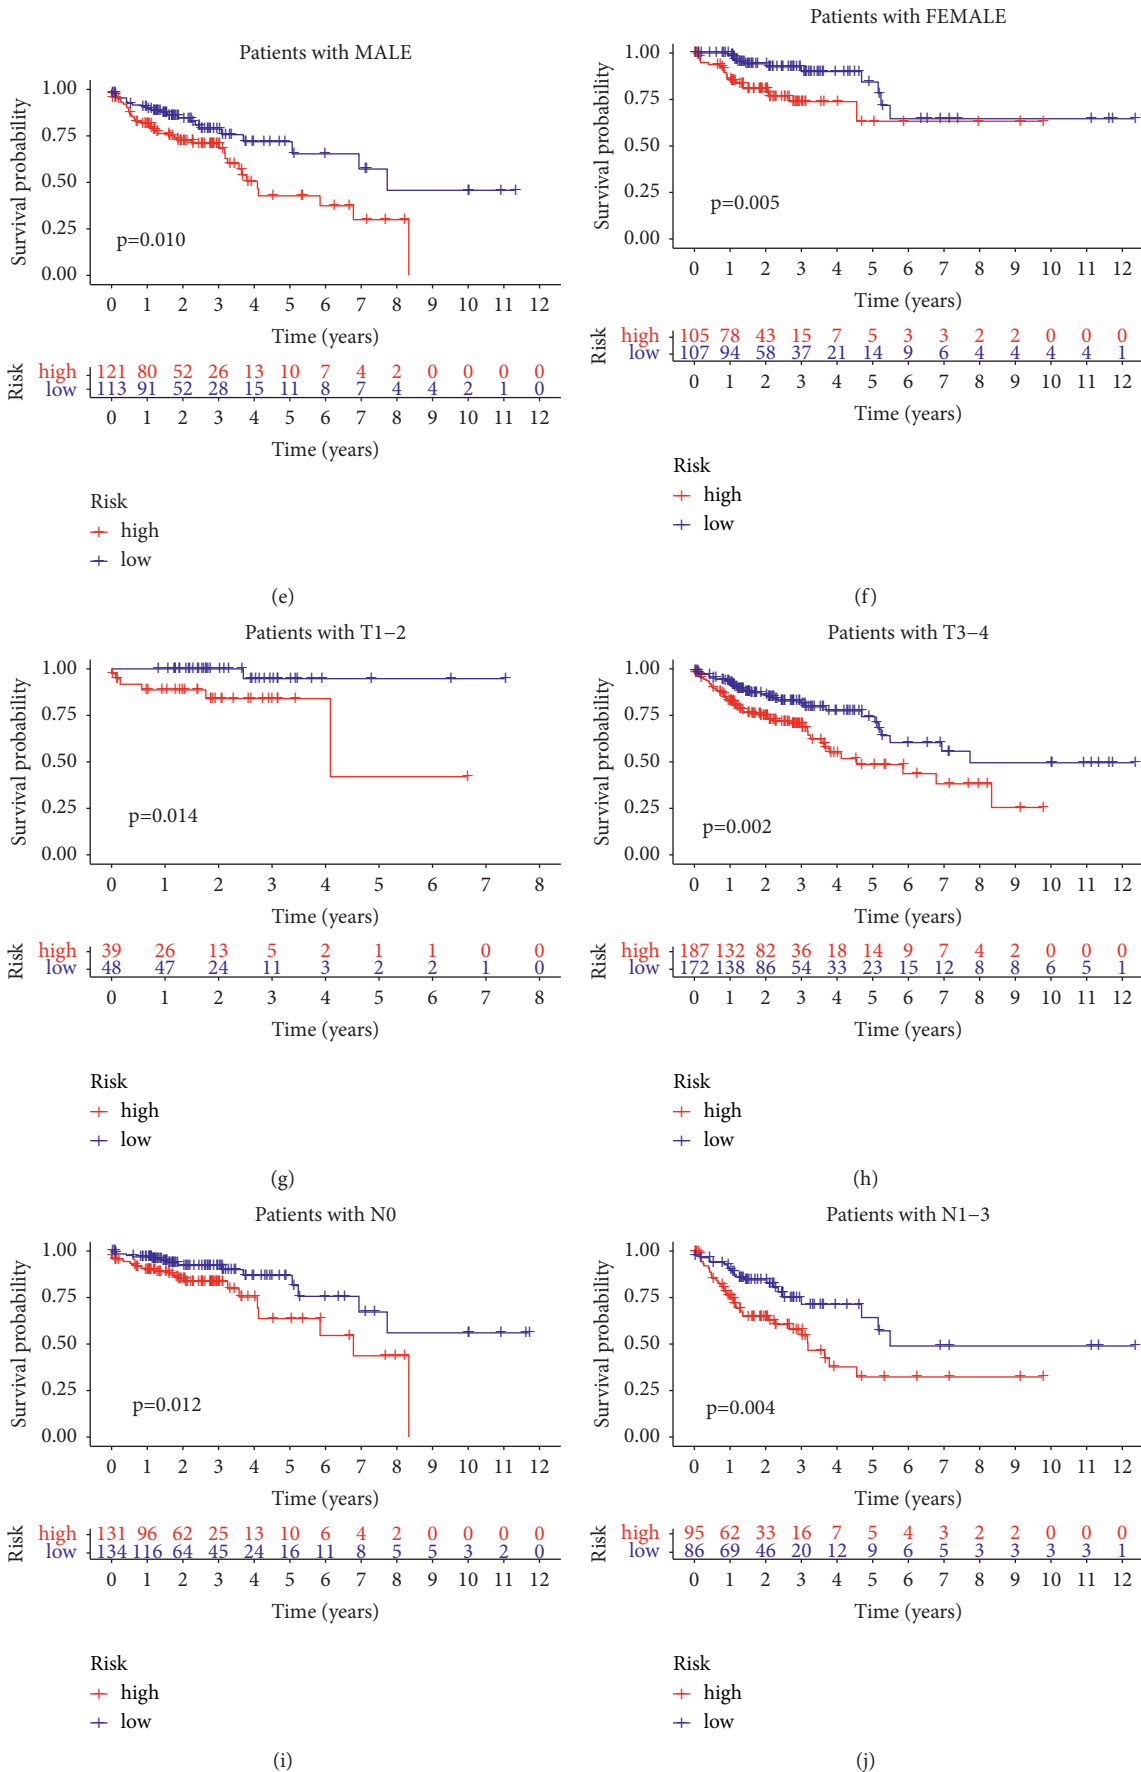 Patients with MALE
Survival probability
1.00
0.75
0.50
0.25
0.00
p=0.010
0 1 2 3 4 5 6 7 8 9 10 11 12
Time (years)
Risk
high 121 80 52 26 13 10 7 4 2 0 0 0 0
low 113 91 52 28 15 11 8 7 4 4 2 1 0
0 1 2 3 4 5 6 7 8 9 10 11 12
Time (years)
Risk
high
low
(e)
Patients with FEMALE
Survival probability
1.00
0.75
0.50
0.25
0.00
p=0.005
0 1 2 3 4 5 6 7 8 9 10 11 12
Time (years)
Risk
high 105 78 43 15 7 5 3 3 2 2 0 0 0
low 107 94 58 37 21 14 9 6 4 4 4 4 1
0 1 2 3 4 5 6 7 8 9 10 11 12
Time (years)
Risk
high
low
(f)
Patients with T1−2
Survival probability
1.00
0.75
0.50
0.25
0.00
p=0.014
0 1 2 3 4 5 6 7 8
Time (years)
Risk
high 39 26 13 5 2 1 1 0 0
low 48 47 24 11 3 2 2 1 0
0 1 2 3 4 5 6 7 8
Time (years)
Risk
high
low
(g)
Patients with T3−4
Survival probability
1.00
0.75
0.50
0.25
0.00
p=0.002
0 1 2 3 4 5 6 7 8 9 10 11 12
Time (years)
Risk
high 187 132 82 36 18 14 9 7 4 2 0 0 0
low 172 138 86 54 33 23 15 12 8 8 6 5 1
0 1 2 3 4 5 6 7 8 9 10 11 12
Time (years)
Risk
high
low
(h)
Patients with N0
Survival probability
1.00
0.75
0.50
0.25
0.00
p=0.012
0 1 2 3 4 5 6 7 8 9 10 11 12
Time (years)
Risk
high 131 96 62 25 13 10 6 4 2 0 0 0 0
low 134 116 64 45 24 16 11 8 5 5 3 2 0
0 1 2 3 4 5 6 7 8 9 10 11 12
Time (years)
Risk
high
low
(i)
Patients with N1−3
Survival probability
1.00
0.75
0.50
0.25
0.00
p=0.004
0 1 2 3 4 5 6 7 8 9 10 11 12
Time (years)
Risk
high 95 62 33 16 7 5 4 3 2 2 0 0 0
low 86 69 46 20 12 9 6 5 3 3 3 3 1
0 1 2 3 4 5 6 7 8 9 10 11 12
Time (years)
Risk
high
low
(j)